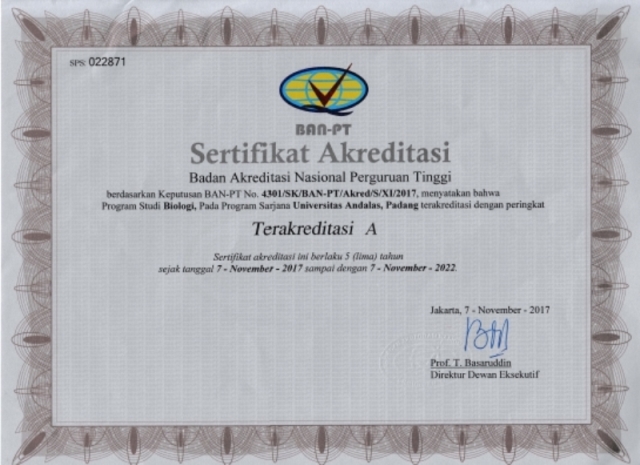 SPS: 022871
BAN-PT
Sertifikat Akreditasi
Badan Akreditasi Nasional Perguruan Tinggi
berdasarkan Keputusan BAN-PT No. 4301/SK/BAN-PT/Akred/S/XI/2017, menyatakan bahwa
Program Studi Biologi, Pada Program Sarjana Universitas Andalas, Padang terakreditasi dengan peringkat
Terakreditasi A
Sertifikat akreditasi ini berlaku 5 (lima) tahun
sejak tanggal 7 - November - 2017 sampai dengan 7 - November - 2022.
Jakarta, 7 - November - 2017
Prof. T. Basaruddin
Direktur Dewan Eksekutif